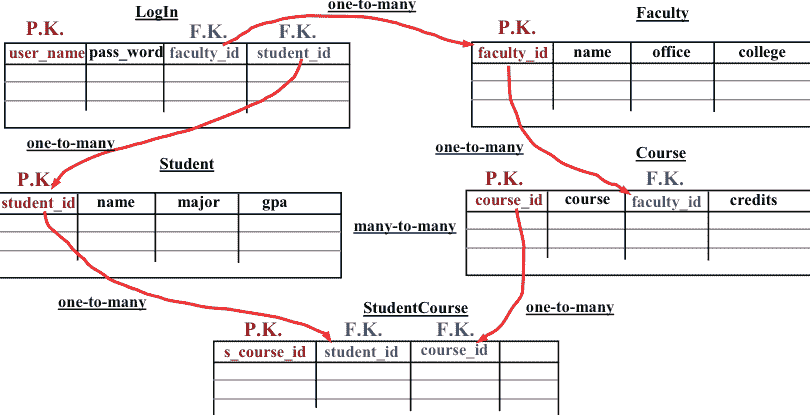 LogIn
one-to-many
Faculty
P.K.
F.K.
F.K.
P.K.
user_name pass_word faculty_id student_id
faculty_id name office college
one-to-many
Student
one-to-many
Course
P.K.
P.K.
F.K.
student_id name major gpa
course_id course faculty_id credits
many-to-many
one-to-many
StudentCourse
one-to-many
P.K.
F.K.
F.K.
s_course_id student_id course_id